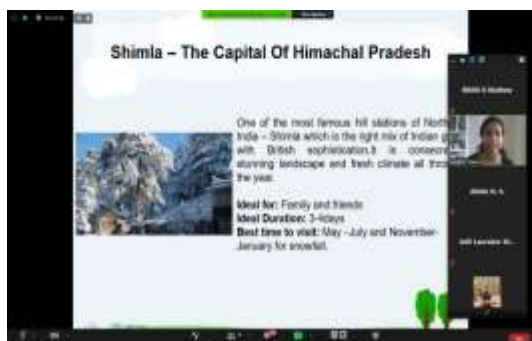 Shimla – The Capital Of Himachal Pradesh
One of the most famous hill stations of North
India – Shimla which is the right mix of Indian
with British sophistication.It is
stunning landscape and fresh climate all
the year.
Ideal for: Family and friends
Ideal Duration: 3-4days
Best time to visit: May -July and November-
January for snowfall.